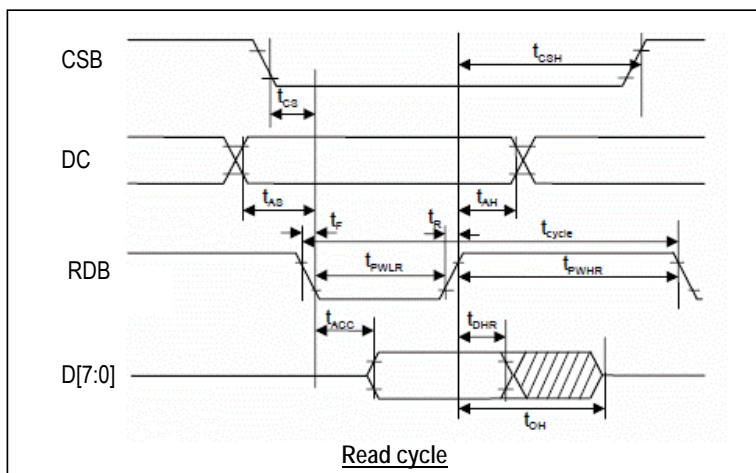 CSB
tCSH
tCS
DC
tAS
tAH
tF
tR
tcycle
RDB
tPWLR
tPWHR
tACC
tDHR
D[7:0]
tOH
Read cycle